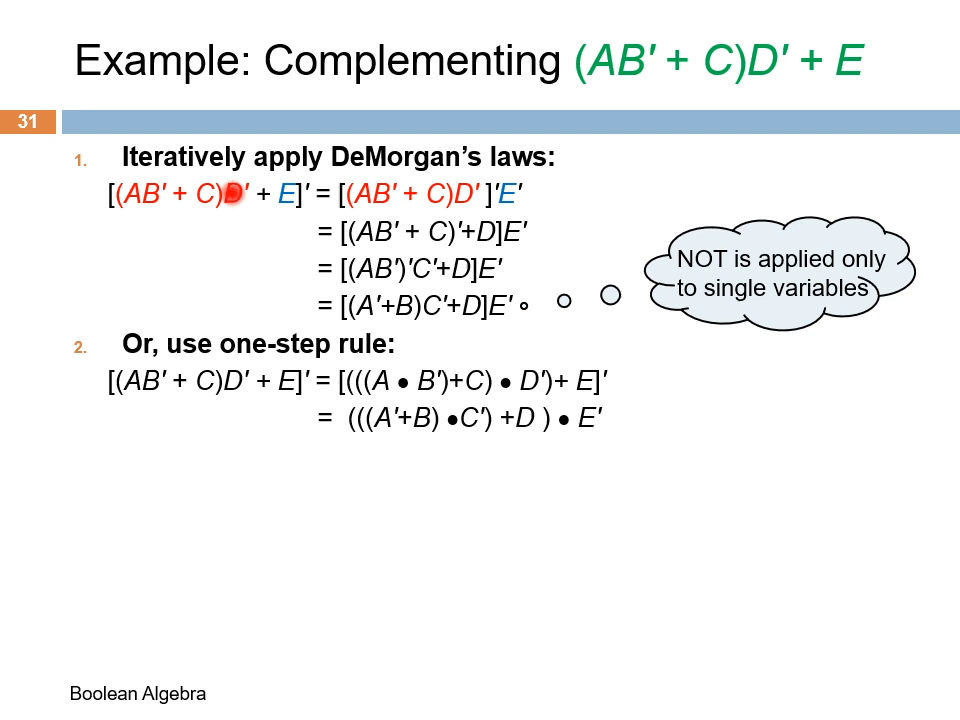 Example: Complementing (AB′ + C)D′ + E
31
1. Iteratively apply DeMorgan’s laws:
[(AB′ + C)D′ + E]′ = [(AB′ + C)D′ ]′E′
= [(AB′ + C)′+D]E′
= [(AB′)′C′+D]E′
= [(A′+B)C′+D]E′
NOT is applied only
to single variables
2. Or, use one-step rule:
[(AB′ + C)D′ + E]′ = [(((A ● B′)+C) ● D′)+ E]′
= (((A′+B) ●C′) +D ) ● E′
Boolean Algebra